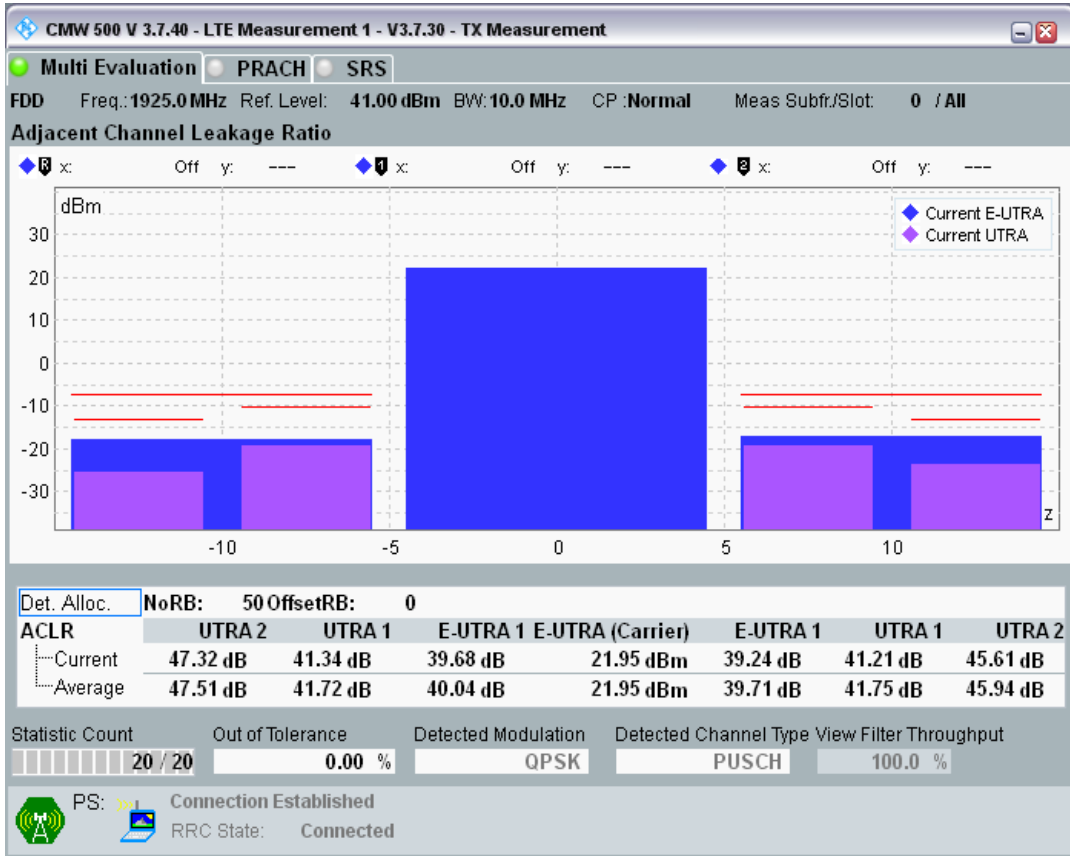 CMW 500 V 3.7.40 - LTE Measurement 1 - V3.7.30 - TX Measurement
Multi Evaluation PRACH SRS
FDD Freq.: 1925.0 MHz Ref. Level: 41.00 dBm BW: 10.0 MHz CP : Normal Meas Subfr./Slot: 0 / All
Adjacent Channel Leakage Ratio
R x: Off y: --- 1 x: Off y: --- 2 x: Off y: ---
dBm
Current E-UTRA
Current UTRA
30
20
10
0
-10
-20
-30
z
-10 -5 0 5 10
Det. Alloc. NoRB: 50 OffsetRB: 0
ACLR UTRA 2 UTRA 1 E-UTRA 1 E-UTRA (Carrier) E-UTRA 1 UTRA 1 UTRA 2
Current 47.32 dB 41.34 dB 39.68 dB 21.95 dBm 39.24 dB 41.21 dB 45.61 dB
Average 47.51 dB 41.72 dB 40.04 dB 21.95 dBm 39.71 dB 41.75 dB 45.94 dB
Statistic Count Out of Tolerance Detected Modulation Detected Channel Type View Filter Throughput
20 / 20 0.00 % QPSK PUSCH 100.0 %
PS: Connection Established
RRC State: Connected